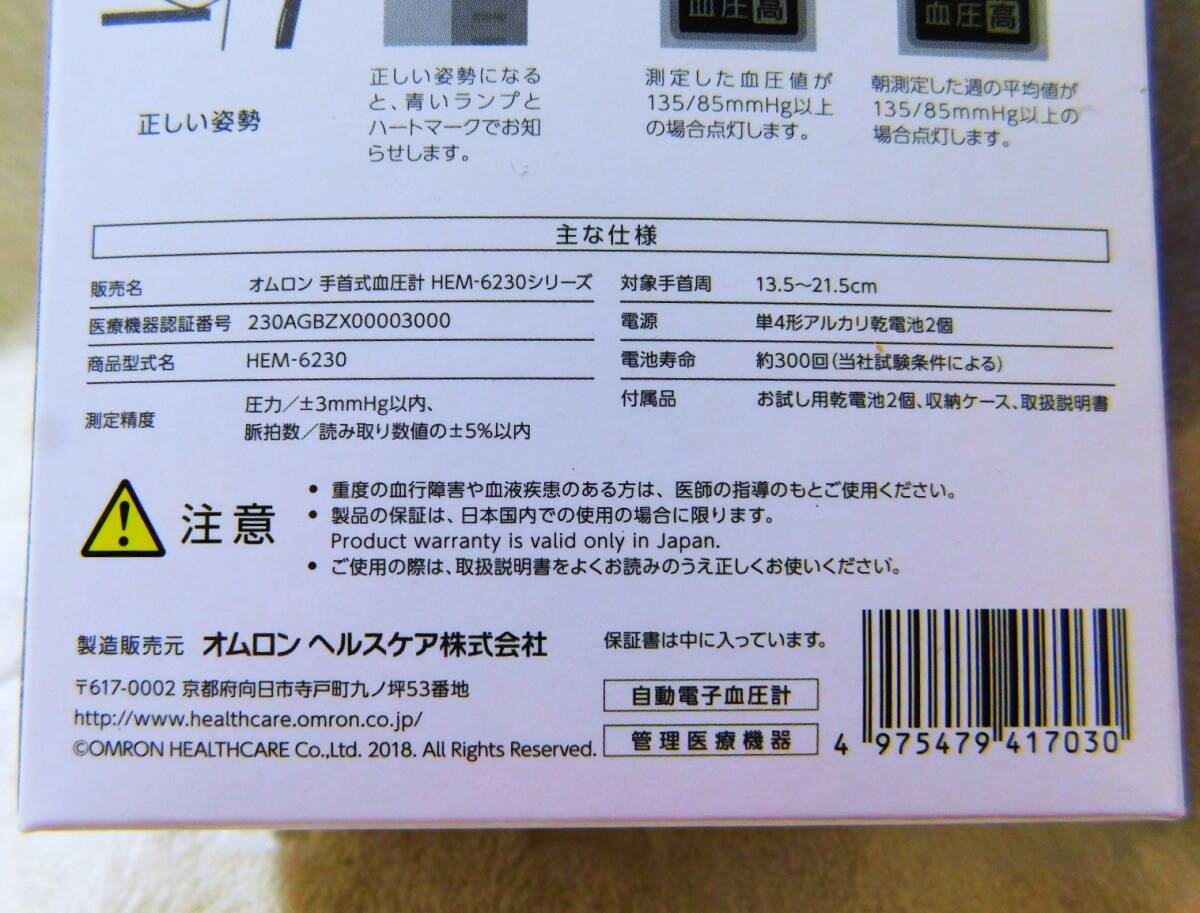 血圧高
血圧高
正しい姿勢
正しい姿勢になる
と、青いランプと
ハートマークでお知
らせします。
測定した血圧値が
135/85mmHg以上
の場合点灯します。
朝測定した週の平均値が
135/85mmHg以上の
場合点灯します。
主な仕様
販売名 オムロン 手首式血圧計 HEM-6230シリーズ
医療機器認証番号 230AGBZX00003000
商品型式名 HEM-6230
測定精度 圧力/±3mmHg以内、
脈拍数/読み取り数値の±5%以内
対象手首周 13.5～21.5cm
電源 単4形アルカリ乾電池2個
電池寿命 約300回(当社試験条件による)
付属品 お試し用乾電池2個、収納ケース、取扱説明書
注意
• 重度の血行障害や血液疾患のある方は、医師の指導のもとご使用ください。
• 製品の保証は、日本国内での使用の場合に限ります。
Product warranty is valid only in Japan.
• ご使用の際は、取扱説明書をよくお読みのうえ正しくお使いください。
製造販売元 オムロン ヘルスケア株式会社
〒617-0002 京都府向日市寺戸町九ノ坪53番地
http://www.healthcare.omron.co.jp/
©OMRON HEALTHCARE Co.,Ltd. 2018. All Rights Reserved.
保証書は中に入っています。
自動電子血圧計
管理医療機器
4 975479 417030